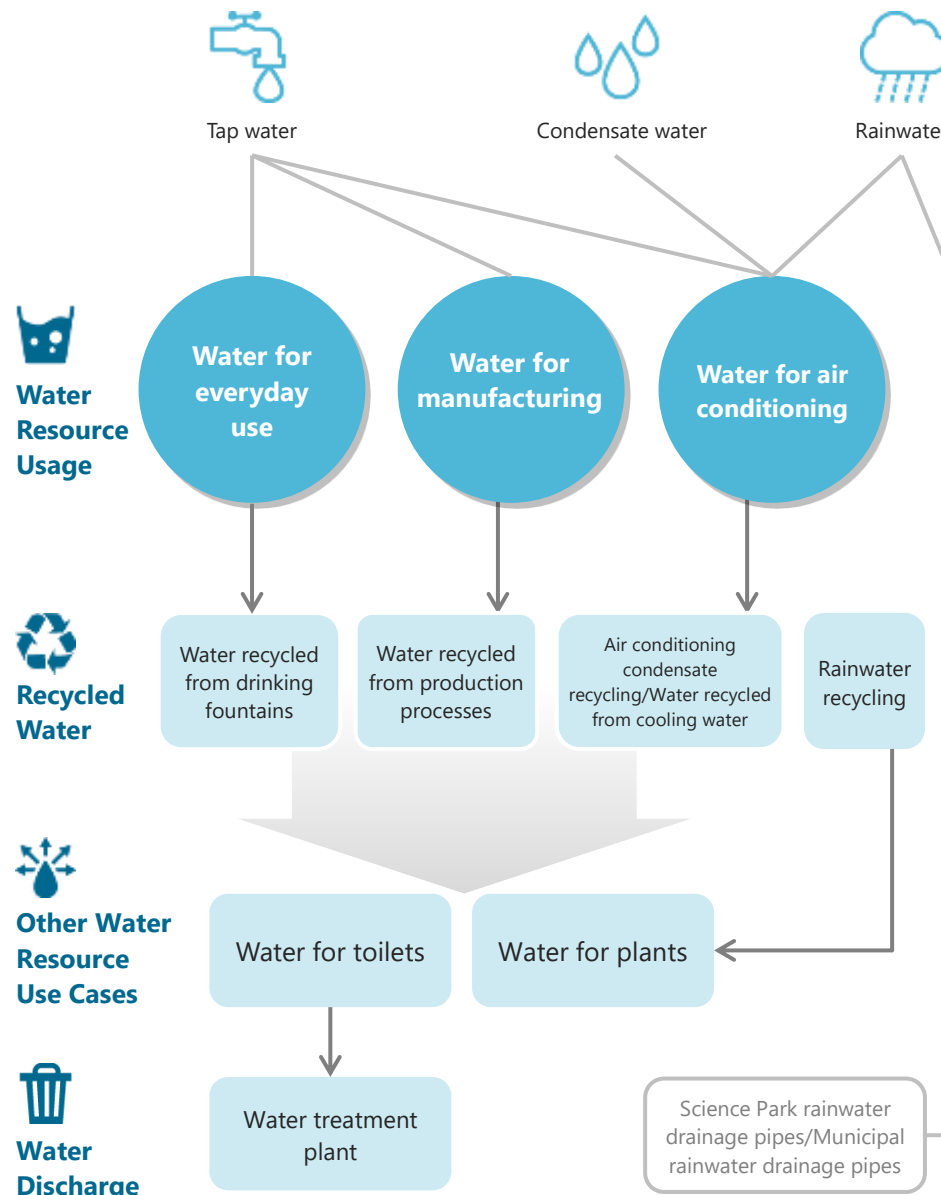 Tap water
Condensate water
Rainwate
Water
Resource
Usage
Water for
everyday
use
Water for
manufacturing
Water for air
conditioning
Recycled
Water
Water recycled
from drinking
fountains
Water recycled
from production
processes
Air conditioning
condensate
recycling/Water recycled
from cooling water
Rainwater
recycling
Other Water
Resource
Use Cases
Water for toilets
Water for plants
Water
Discharge
Water treatment
plant
Science Park rainwater
drainage pipes/Municipal
rainwater drainage pipes